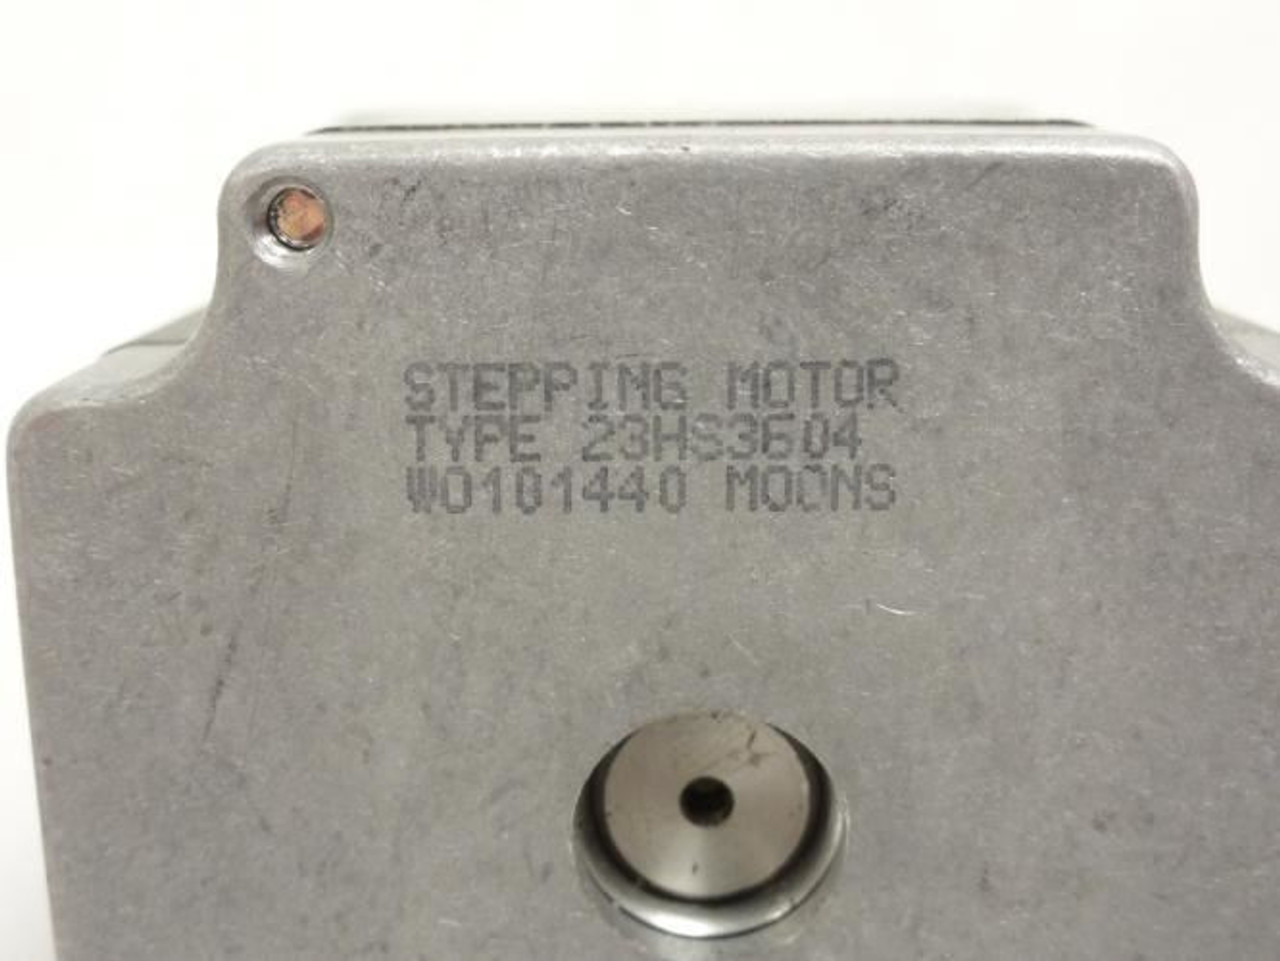 STEPPING MOTOR
TYPE 23HS3604
W0101440 MOONS